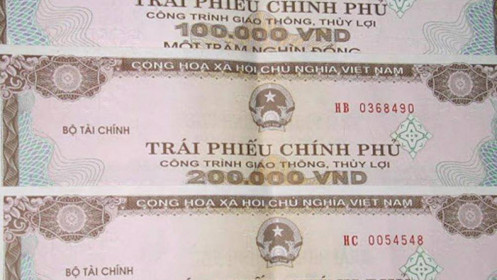 TRÁI PHIẾU CHÍNH PHỦ
CÔNG TRÌNH GIAO THÔNG, THỦY LỢI
100.000 VND
MỘT TRĂM NGHÌN ĐỒNG
CỘNG HÒA XÃ HỘI CHỦ NGHĨA VIỆT NAM
HB 0368490
BỘ TÀI CHÍNH
TRÁI PHIẾU CHÍNH PHỦ
CÔNG TRÌNH GIAO THÔNG, THỦY LỢI
200.000 VND
CỘNG HÒA XÃ HỘI CHỦ NGHĨA VIỆT NAM
HC 0054548
BỘ TÀI CHÍNH